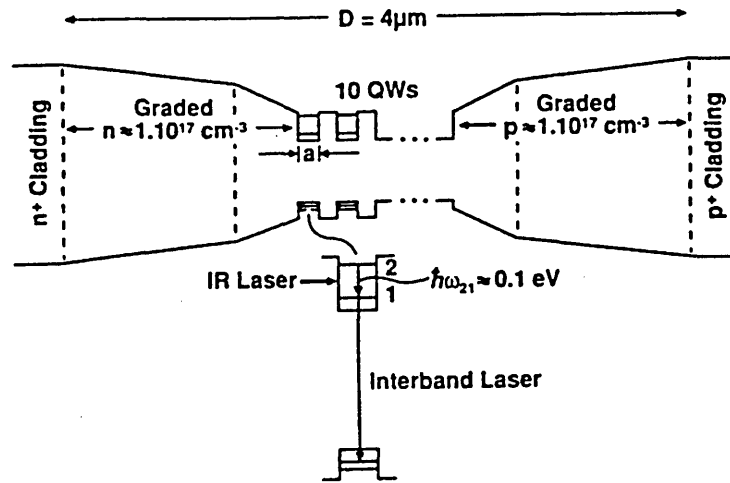 D = 4μm
10 QWs
Graded
n ≈ 1.10¹⁷ cm⁻³
Graded
p ≈ 1.10¹⁷ cm⁻³
a
n⁺ Cladding
p⁺ Cladding
IR Laser
2
1
ℏω₂₁ ≈ 0.1 eV
Interband Laser